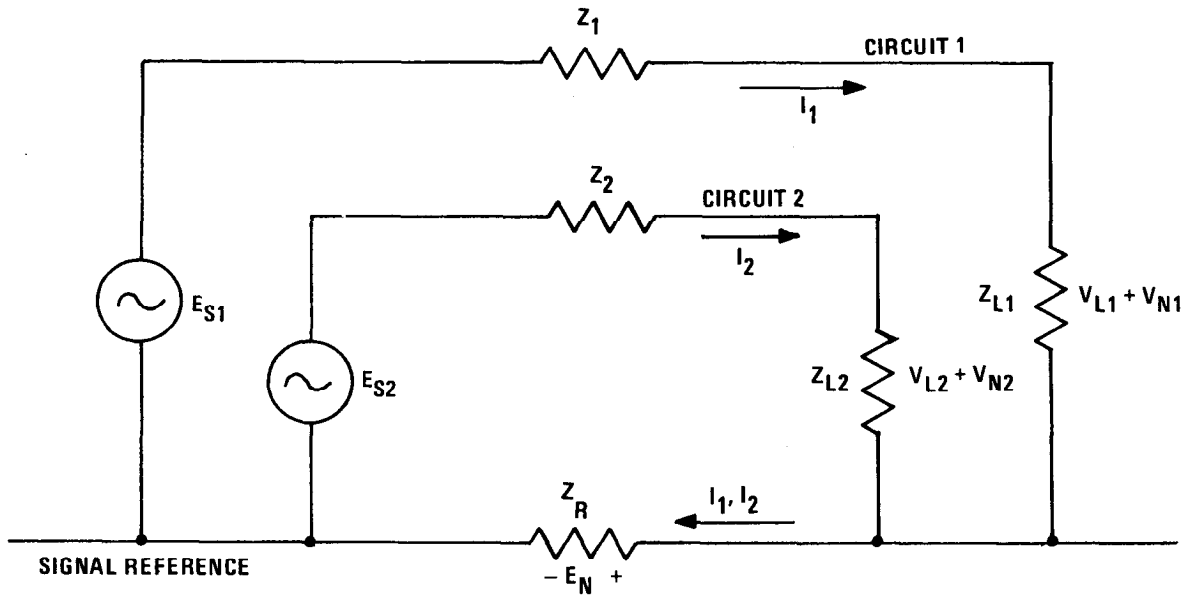 Z1
CIRCUIT 1
I1
Z2
CIRCUIT 2
I2
ES1
ZL1
VL1 + VN1
ES2
ZL2
VL2 + VN2
ZR
I1, I2
SIGNAL REFERENCE
– EN +